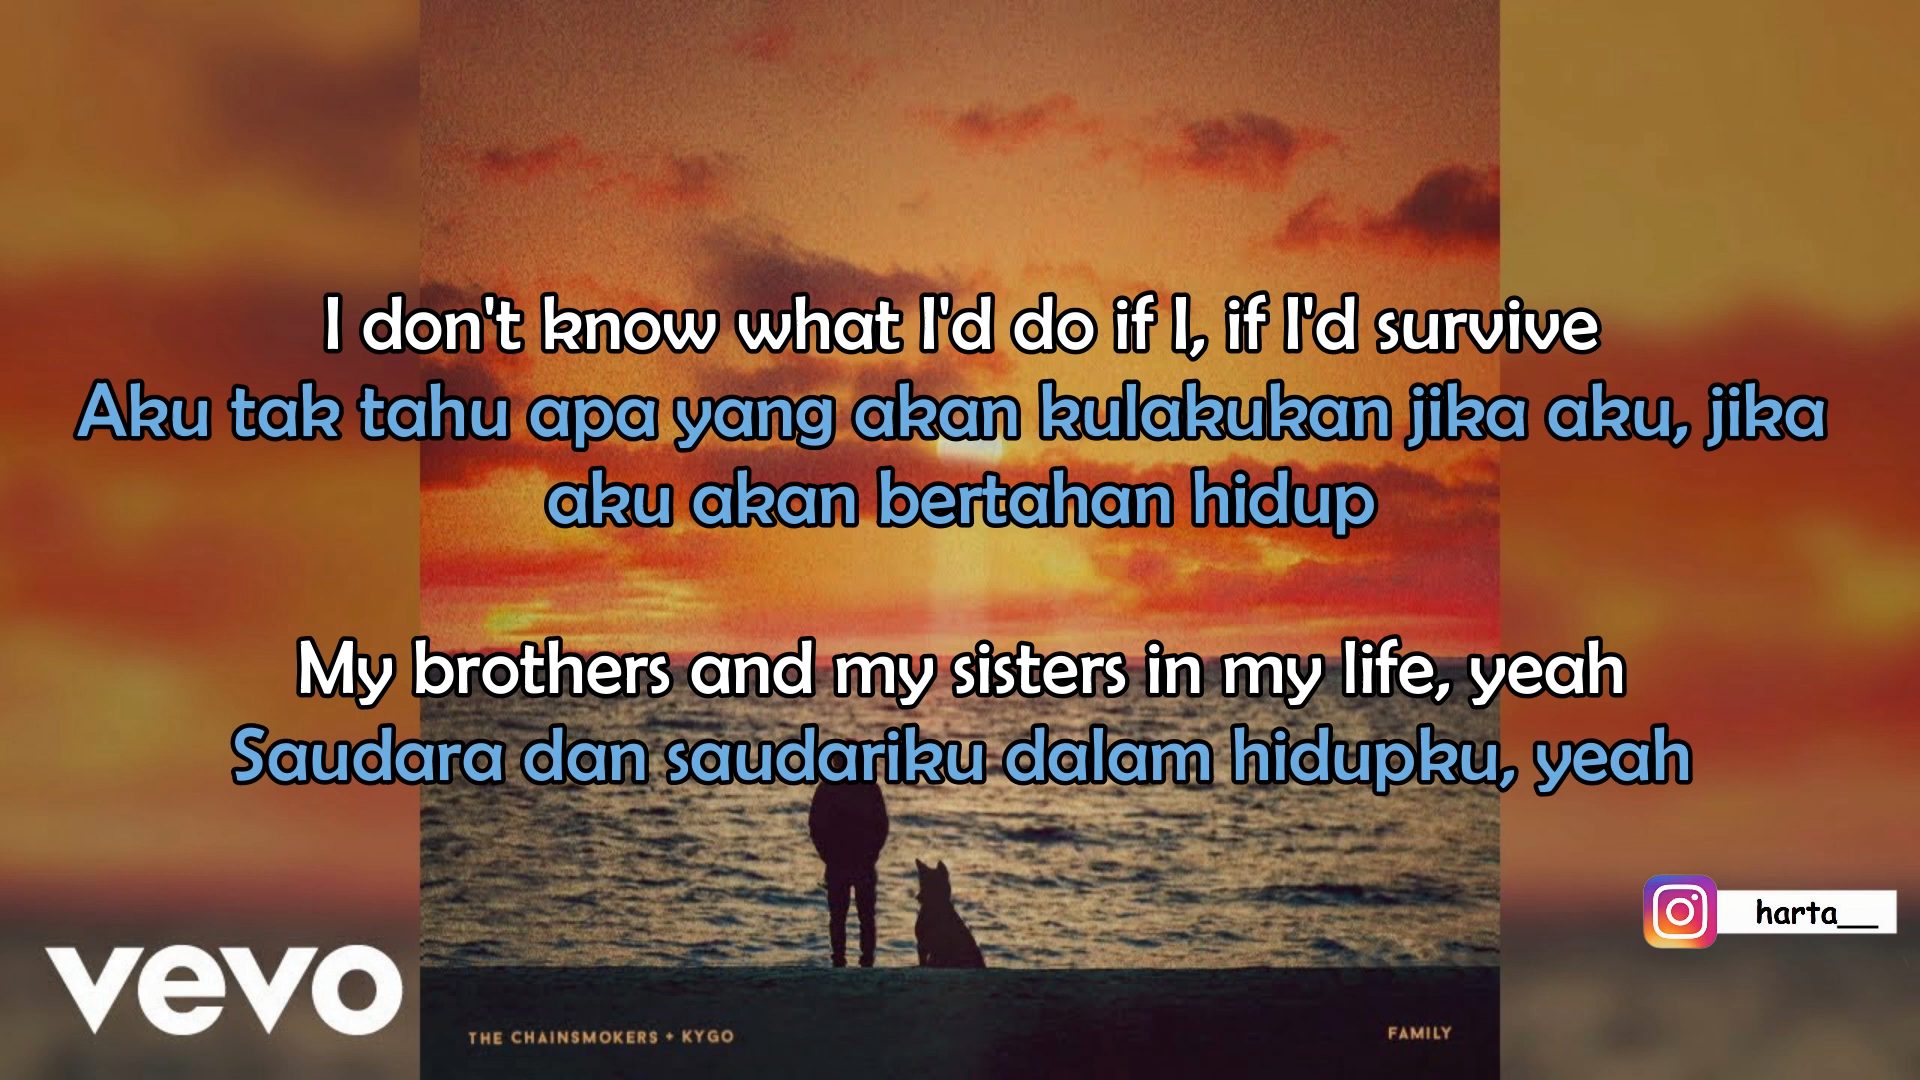 I don't know what I'd do if I, if I'd survive
Aku tak tahu apa yang akan kulakukan jika aku, jika
aku akan bertahan hidup
My brothers and my sisters in my life, yeah
Saudara dan saudariku dalam hidupku, yeah
harta__
vevo
THE CHAINSMOKERS + KYGO
FAMILY